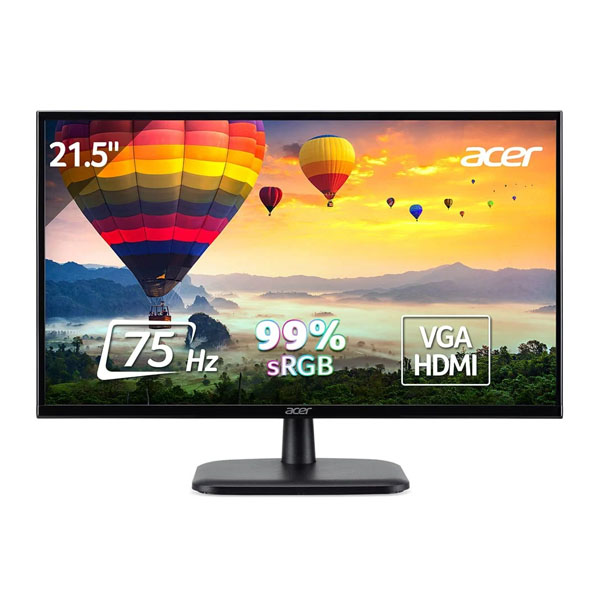 21.5"
acer
75 Hz
99%
sRGB
VGA
HDMI
acer